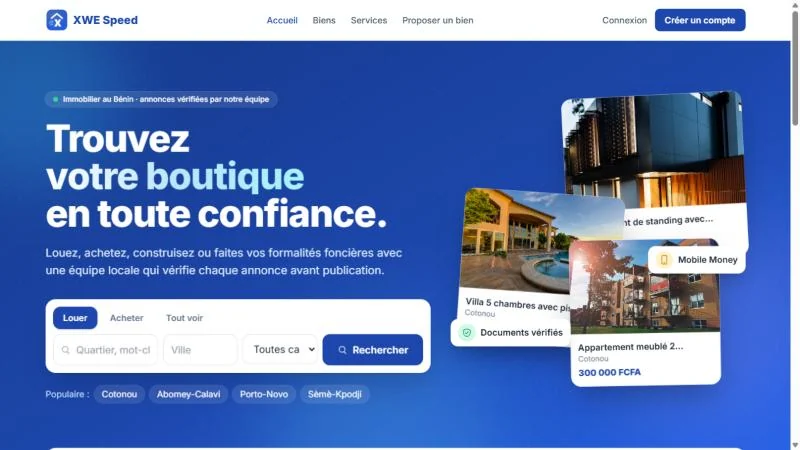 XWE Speed
Accueil
Biens
Services
Proposer un bien
Connexion
Créer un compte
Immobilier au Bénin · annonces vérifiées par notre équipe
Trouvez
votre boutique
en toute confiance.
Louez, achetez, construisez ou faites vos formalités foncières avec
une équipe locale qui vérifie chaque annonce avant publication.
Louer
Acheter
Tout voir
Quartier, mot-cl
Ville
Toutes ca
Rechercher
Populaire :
Cotonou
Abomey-Calavi
Porto-Novo
Sèmè-Kpodji
de standing avec...
Mobile Money
Villa 5 chambres avec
Cotonou
Documents vérifiés
Appartement meublé 2...
Cotonou
300 000 FCFA